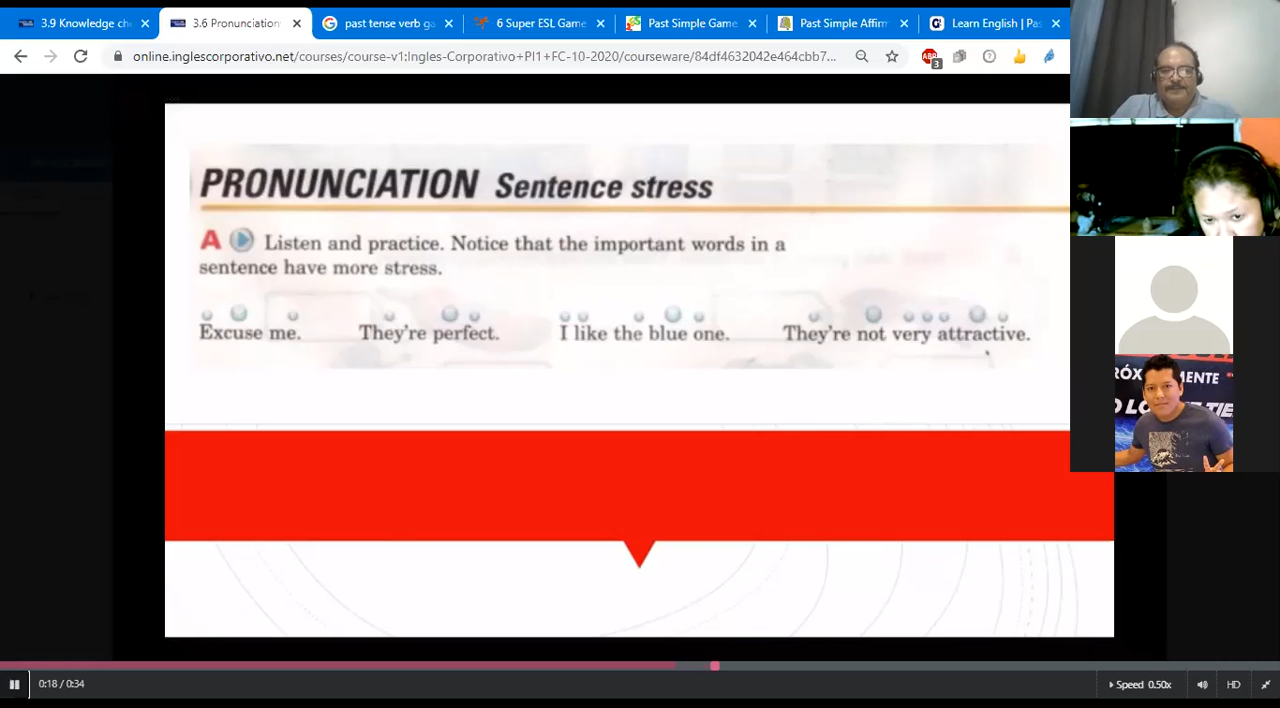 3.9 Knowledge ch
3.6 Pronunciation
past tense verb ga
6 Super ESL Game
Past Simple Game
Past Simple Affir
Learn English | Pas
online.inglescorporativo.net/courses/course-v1:Ingles-Corporativo+PI1+FC-10-2020/courseware/84df4632042e464cbb7...
ABP
3
PRONUNCIATION Sentence stress
A Listen and practice. Notice that the important words in a
sentence have more stress.
Excuse me. They're perfect. I like the blue one. They're not very attractive.
0:18 / 0:34
Speed 0.50x
HD